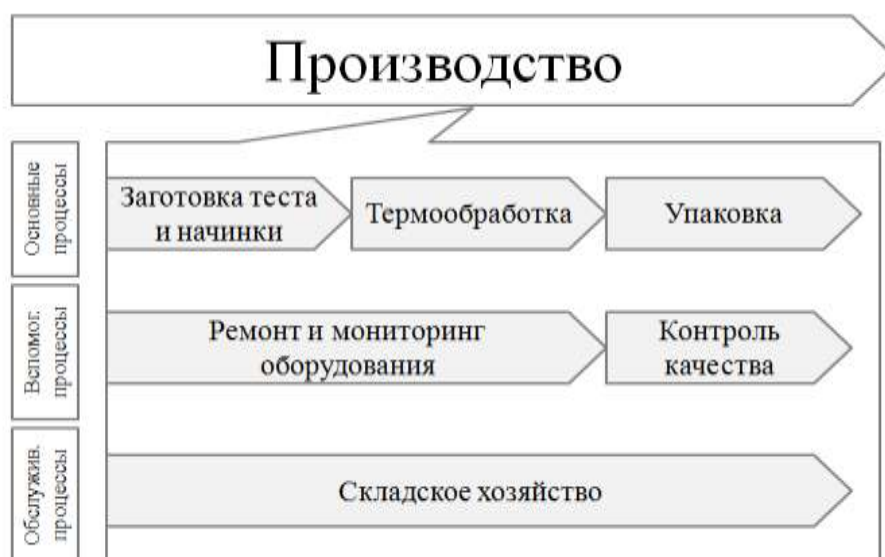 Производство
Основные
процессы
Заготовка теста
и начинки
Термообработка
Упаковка
Вспомог.
процессы
Ремонт и мониторинг
оборудования
Контроль
качества
Обслужив.
процессы
Складское хозяйство